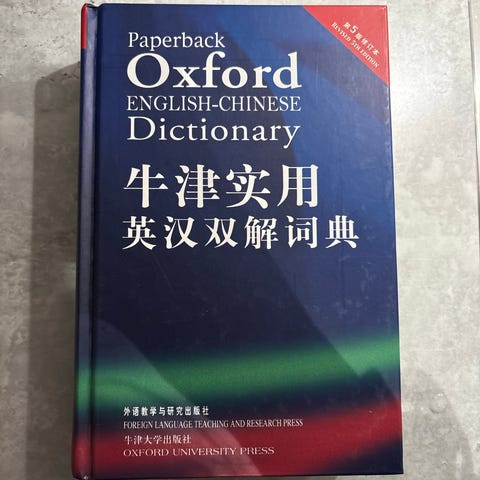 Paperback
Oxford
ENGLISH-CHINESE
Dictionary
第5版修订本
REVISED 5TH EDITION
牛津实用
英汉双解词典
外语教学与研究出版社
FOREIGN LANGUAGE TEACHING AND RESEARCH PRESS
牛津大学出版社
OXFORD UNIVERSITY PRESS